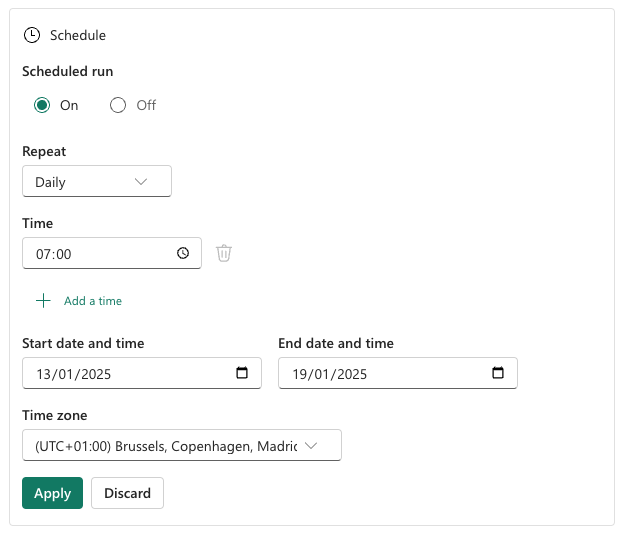 Schedule
Scheduled run
On Off
Repeat
Daily
Time
07:00
Add a time
Start date and time End date and time
13/01/2025 19/01/2025
Time zone
(UTC+01:00) Brussels, Copenhagen, Madri
Apply Discard